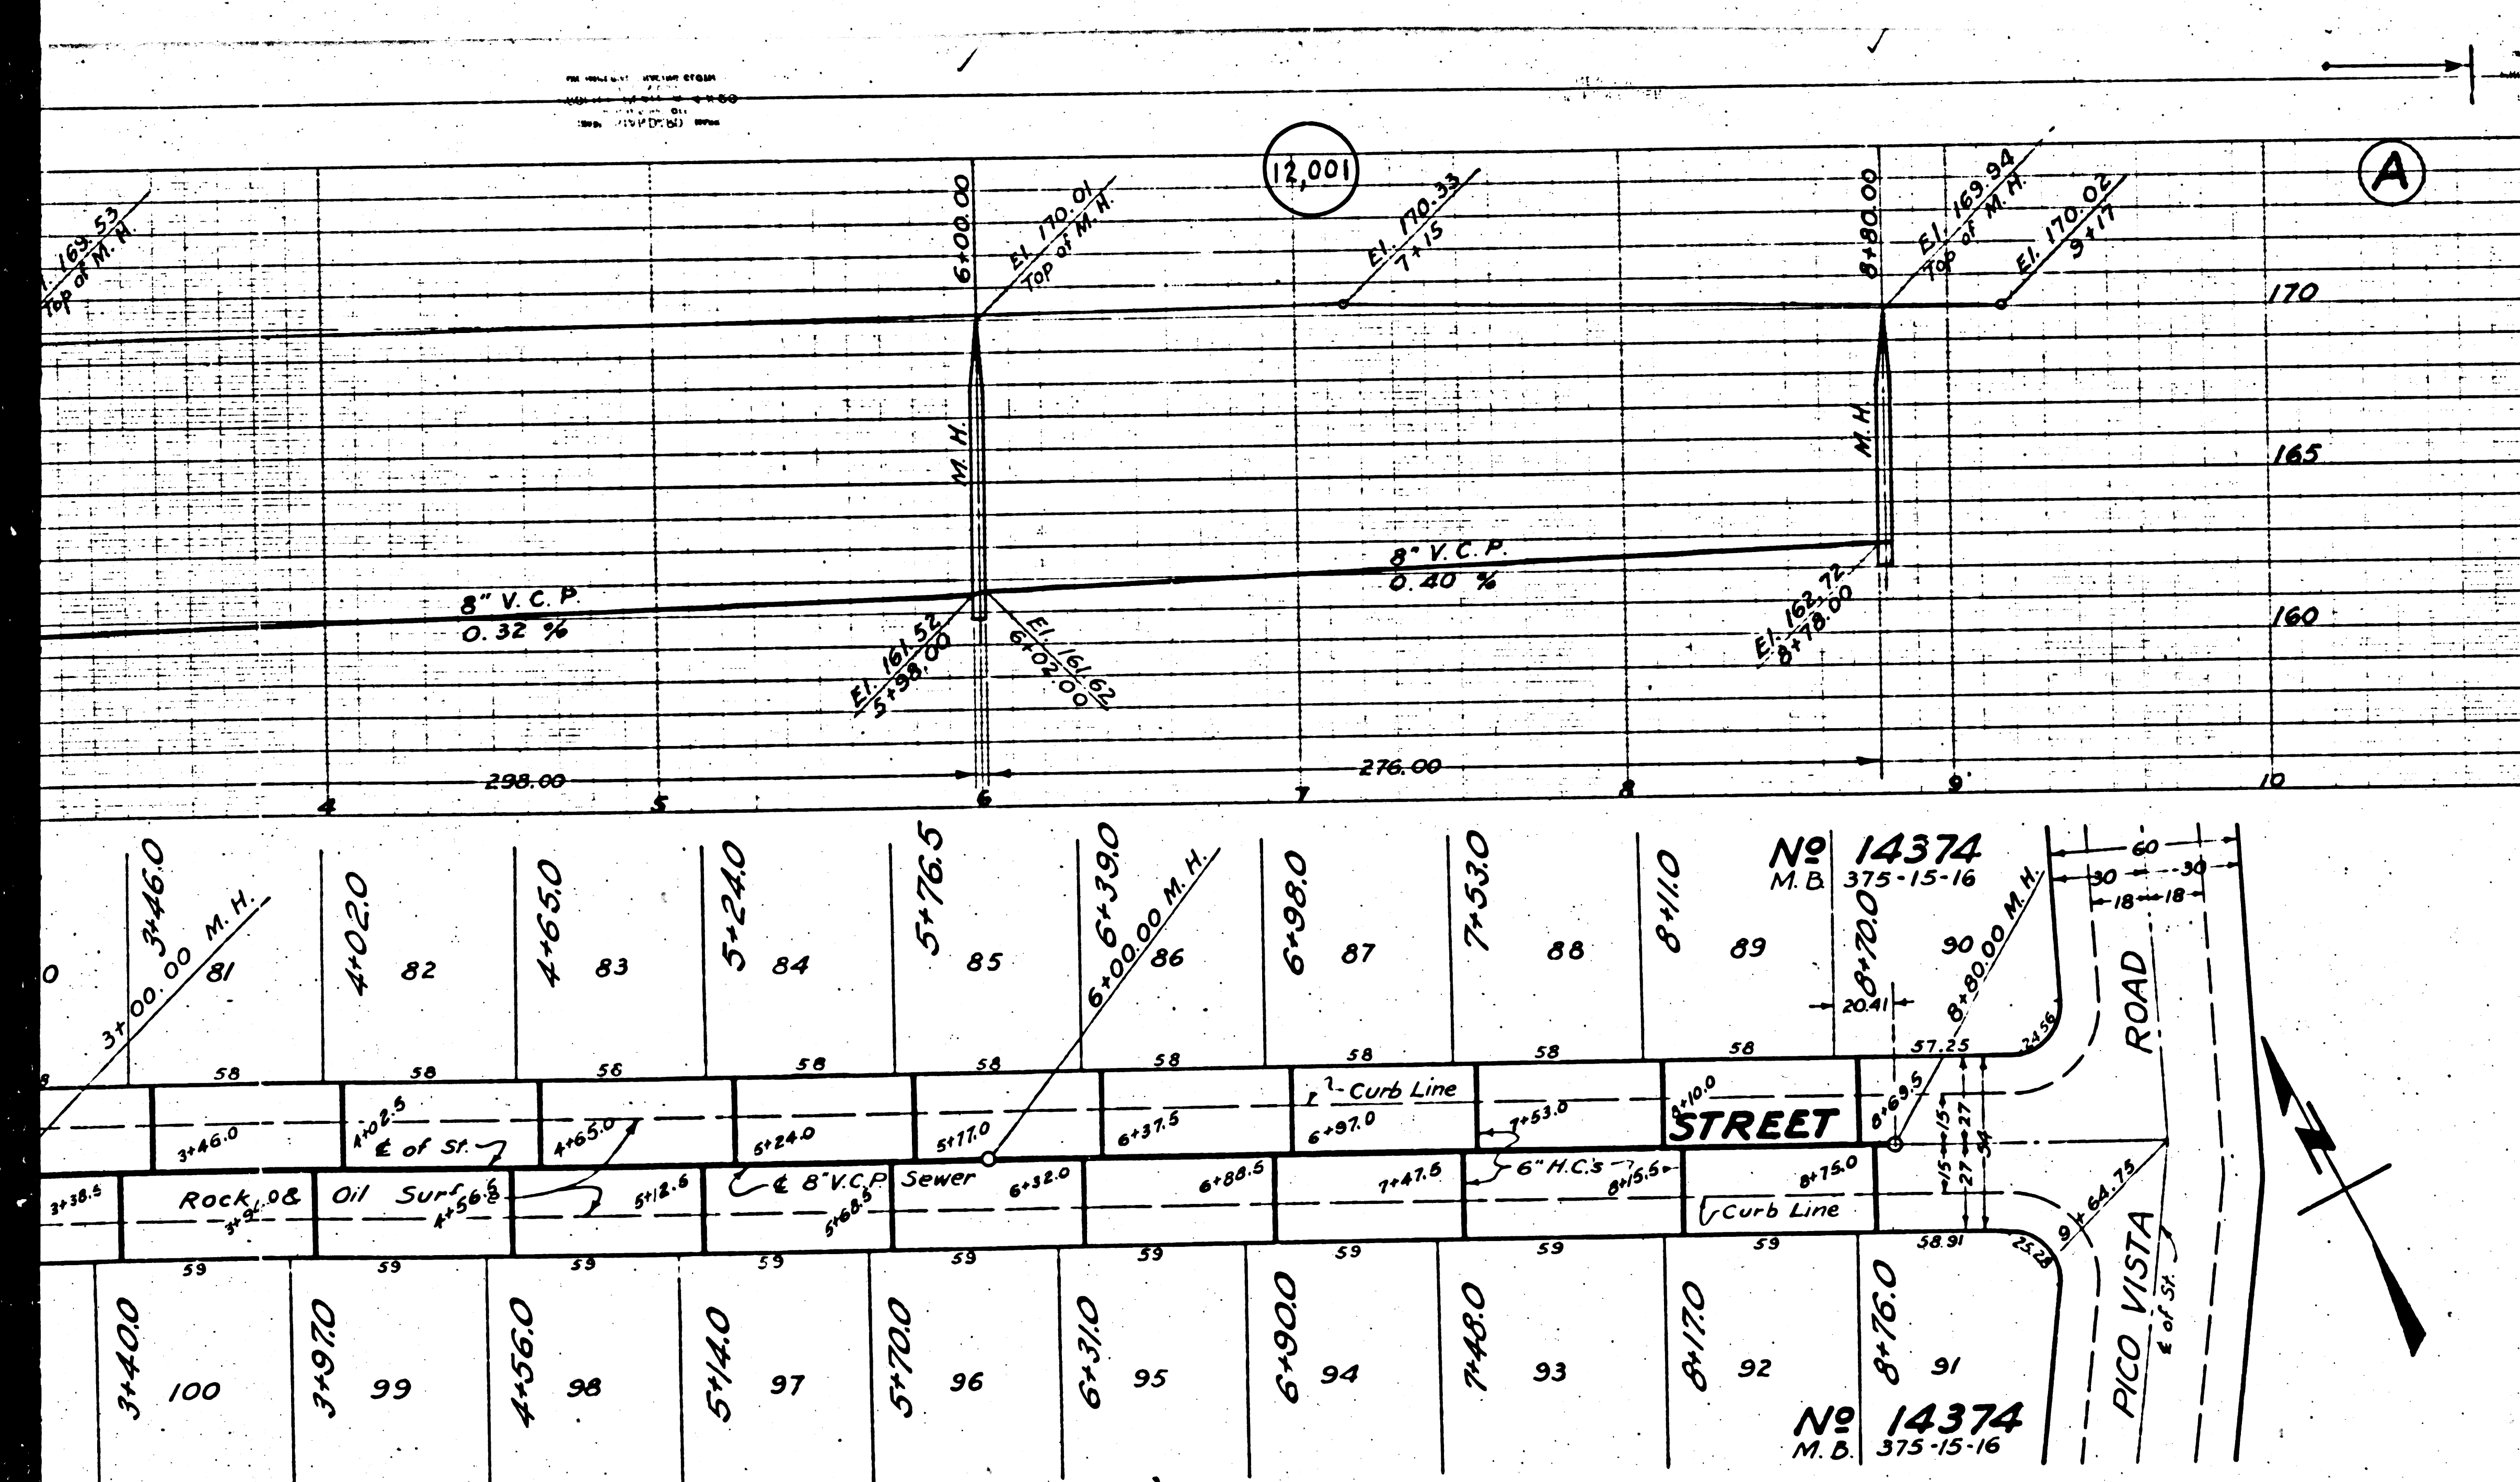 12,001
A
169.53
Top of M. H.
6+00.00
El. 170.01
Top of M. H.
El. 170.33
7+15
8+80.00
El. 169.94
Top of M. H.
El. 170.02
9+17
170
M. H.
M. H.
165
8" V. C. P.
0.40 %
8" V. C. P.
0.32 %
El. 161.52
5+98.00
El. 161.62
6+02.00
El. 162.72
8+78.00
160
298.00
276.00
4 5 6 7 8 9 10
3+46.0
4+02.0
4+65.0
5+24.0
5+76.5
6+39.0
6+98.0
7+53.0
8+11.0
8+70.0
No 14374
M. B. 375-15-16
3+00.00 M. H.
6+00.00 M. H.
8+80.00 M. H.
60
30 30
18 18
0 81 82 83 84 85 86 87 88 89 90
20.41
58 58 58 58 58 58 58 58 58 57.25
24.56
Curb Line
3+46.0
4+02.5
4+65.0
5+24.0
5+77.0
6+37.5
6+97.0
7+53.0
8+10.0
8+69.5
℄ of St.
STREET
15 27
15 27 54
3+38.5
Rock & Oil Surf.
4+56.5
5+12.5
℄ 8" V.C.P. Sewer
5+68.5
6+32.0
6+88.5
7+47.5
6" H.C.'s
8+15.5
8+75.0
Curb Line
59 59 59 59 59 59 59 59 59 58.91
25.28
9+64.75
PICO VISTA ROAD
℄ of St.
3+40.0
3+97.0
4+56.0
5+14.0
5+70.0
6+31.0
6+90.0
7+48.0
8+17.0
8+76.0
100 99 98 97 96 95 94 93 92 91
No 14374
M. B. 375-15-16